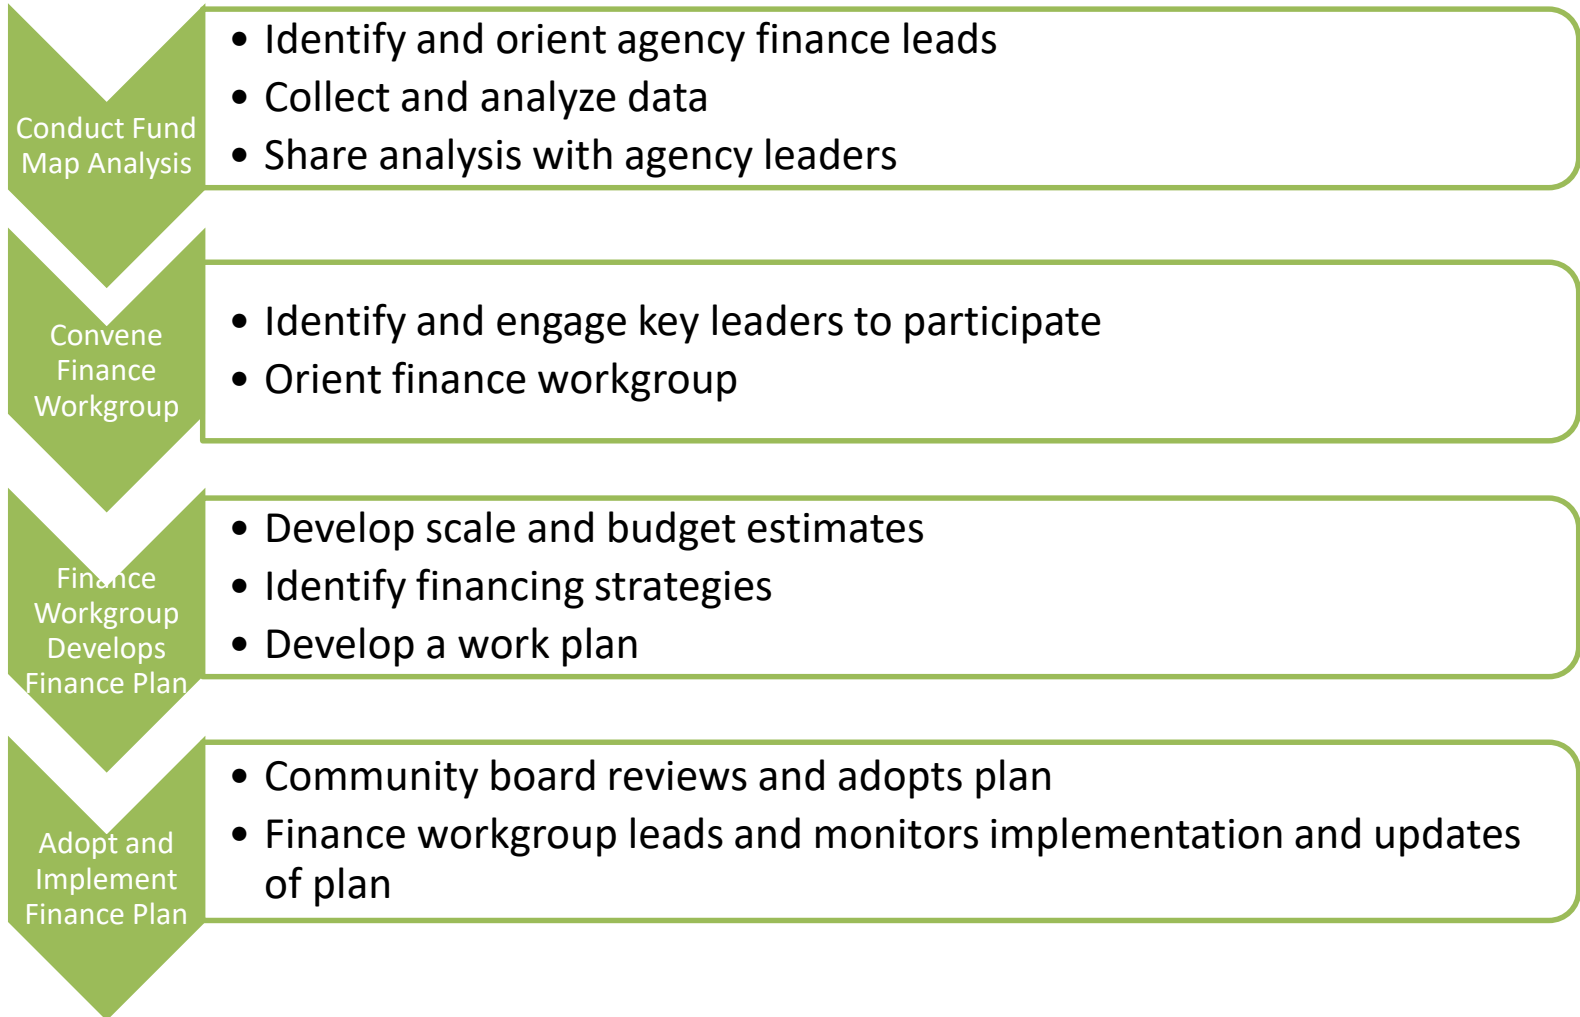 Conduct Fund
Map Analysis
• Identify and orient agency finance leads
• Collect and analyze data
• Share analysis with agency leaders
Convene
Finance
Workgroup
• Identify and engage key leaders to participate
• Orient finance workgroup
Finance
Workgroup
Develops
Finance Plan
• Develop scale and budget estimates
• Identify financing strategies
• Develop a work plan
Adopt and
Implement
Finance Plan
• Community board reviews and adopts plan
• Finance workgroup leads and monitors implementation and updates
of plan